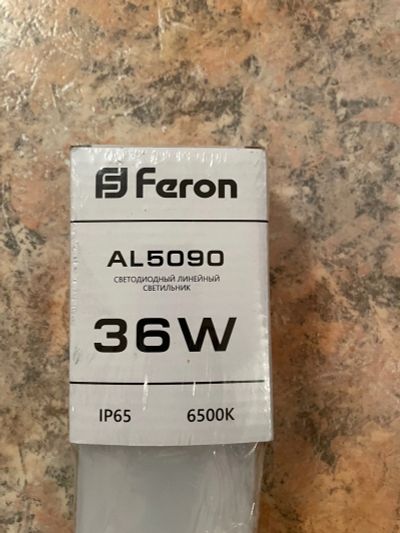 Feron
AL5090
СВЕТОДИОДНЫЙ ЛИНЕЙНЫЙ
СВЕТИЛЬНИК
36W
IP65 6500K